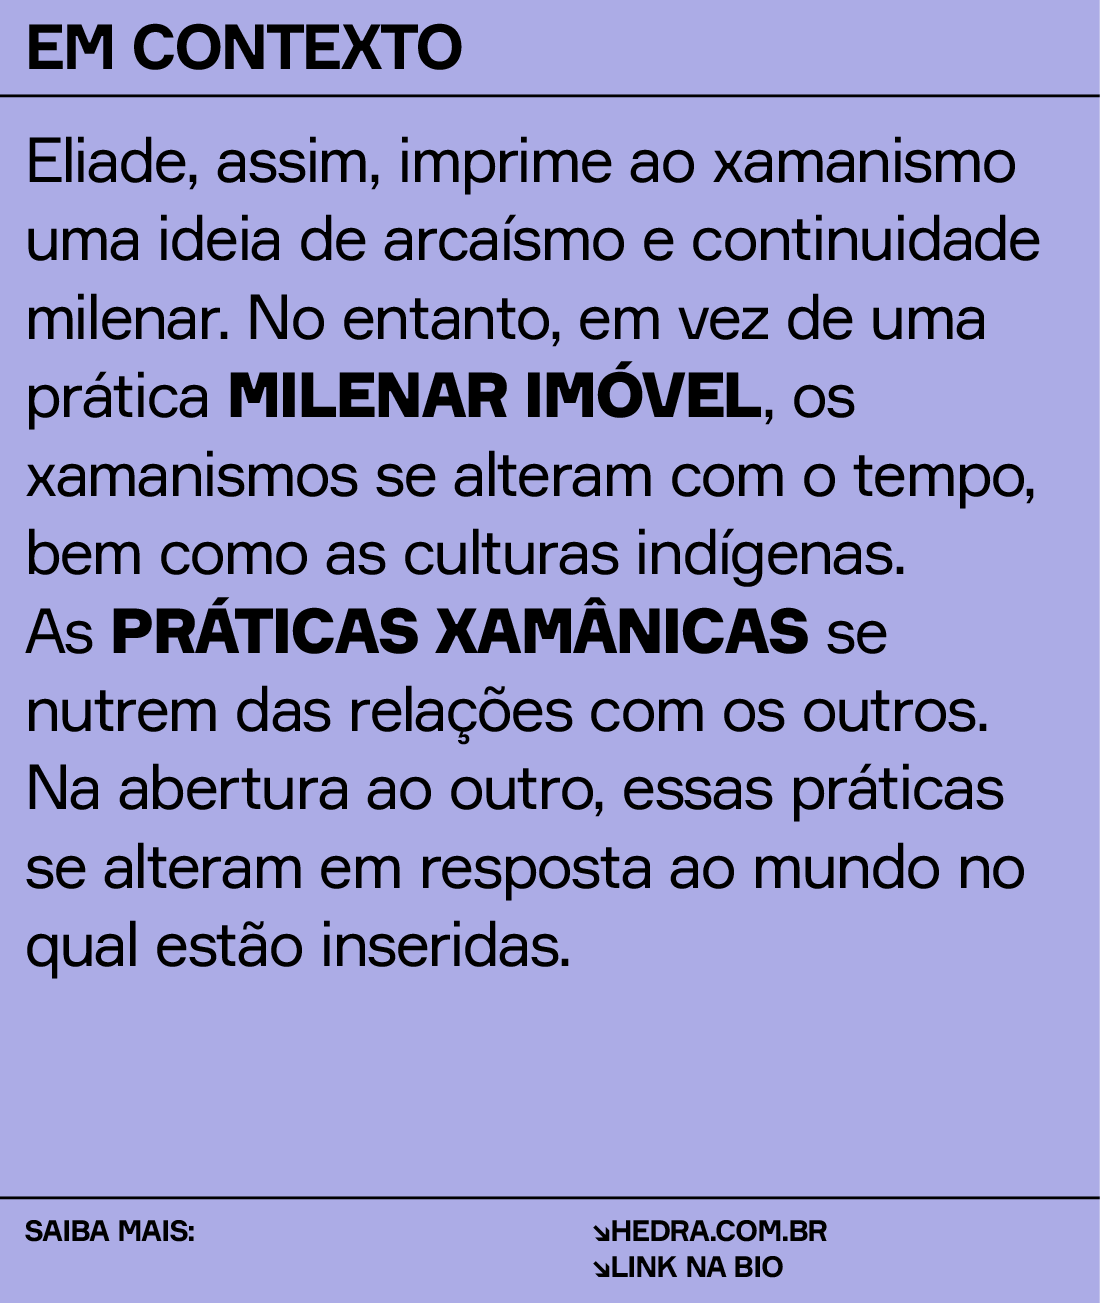 EM CONTEXTO
Eliade, assim, imprime ao xamanismo
uma ideia de arcaísmo e continuidade
milenar. No entanto, em vez de uma
prática MILENAR IMÓVEL, os
xamanismos se alteram com o tempo,
bem como as culturas indígenas.
As PRÁTICAS XAMÂNICAS se
nutrem das relações com os outros.
Na abertura ao outro, essas práticas
se alteram em resposta ao mundo no
qual estão inseridas.
SAIBA MAIS:
↘HEDRA.COM.BR
↘LINK NA BIO